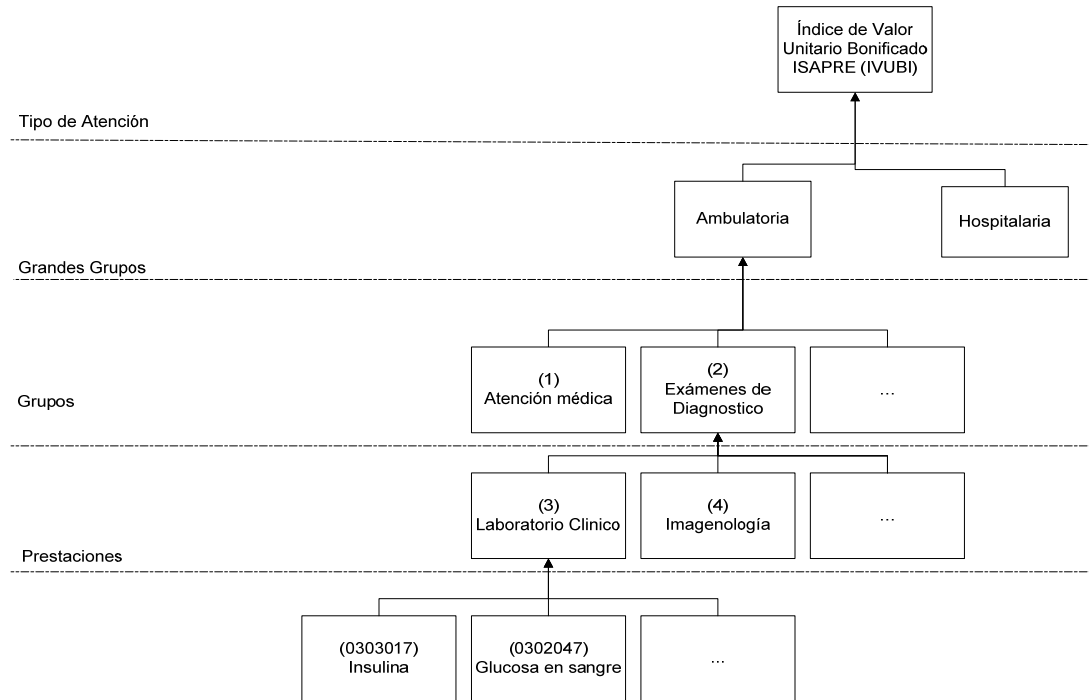 Índice de Valor
Unitario Bonificado
ISAPRE (IVUBI)
Tipo de Atención
Ambulatoria
Hospitalaria
Grandes Grupos
(1)
Atención médica
(2)
Exámenes de
Diagnostico
...
Grupos
(3)
Laboratorio Clinico
(4)
Imagenología
...
Prestaciones
(0303017)
Insulina
(0302047)
Glucosa en sangre
...